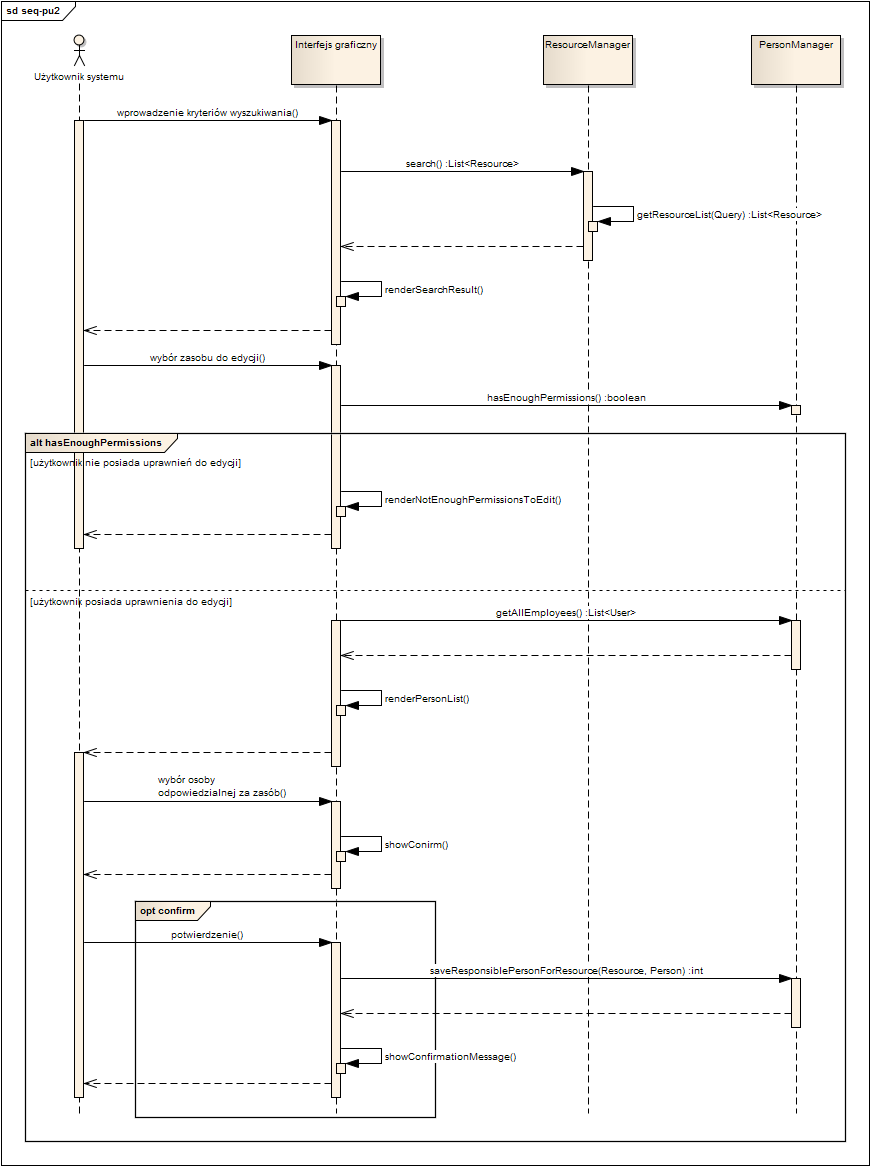 sd seq-pu2
Użytkownik systemu
Interfejs graficzny
ResourceManager
PersonManager
wprowadzenie kryteriów wyszukiwania()
search() :List<Resource>
getResourceList(Query) :List<Resource>
renderSearchResult()
wybór zasobu do edycji()
hasEnoughPermissions() :boolean
alt hasEnoughPermissions
[użytkownik nie posiada uprawnień do edycji]
renderNotEnoughPermissionsToEdit()
[użytkownik posiada uprawnienia do edycji]
getAllEmployees() :List<User>
renderPersonList()
wybór osoby
odpowiedzialnej za zasób()
showConirm()
opt confirm
potwierdzenie()
saveResponsiblePersonForResource(Resource, Person) :int
showConfirmationMessage()